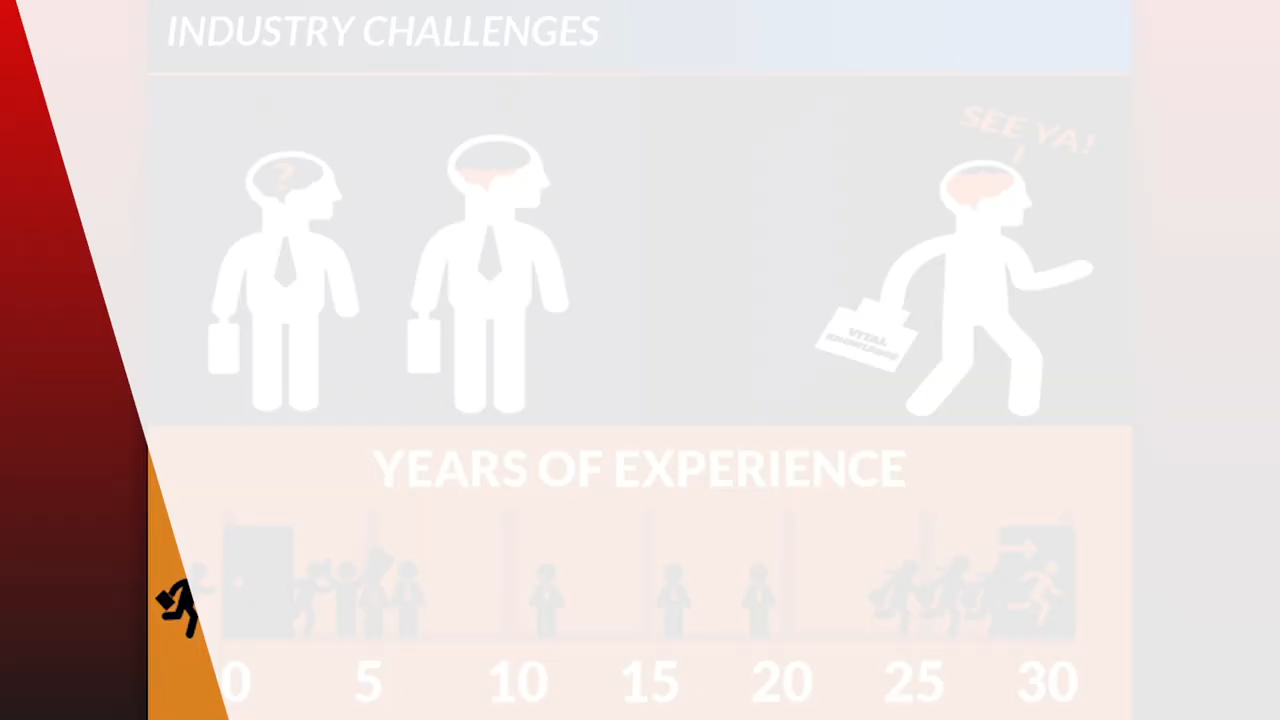 INDUSTRY CHALLENGES
SEE YA!
?
VITAL
KNOWLEDGE
YEARS OF EXPERIENCE
0 5 10 15 20 25 30